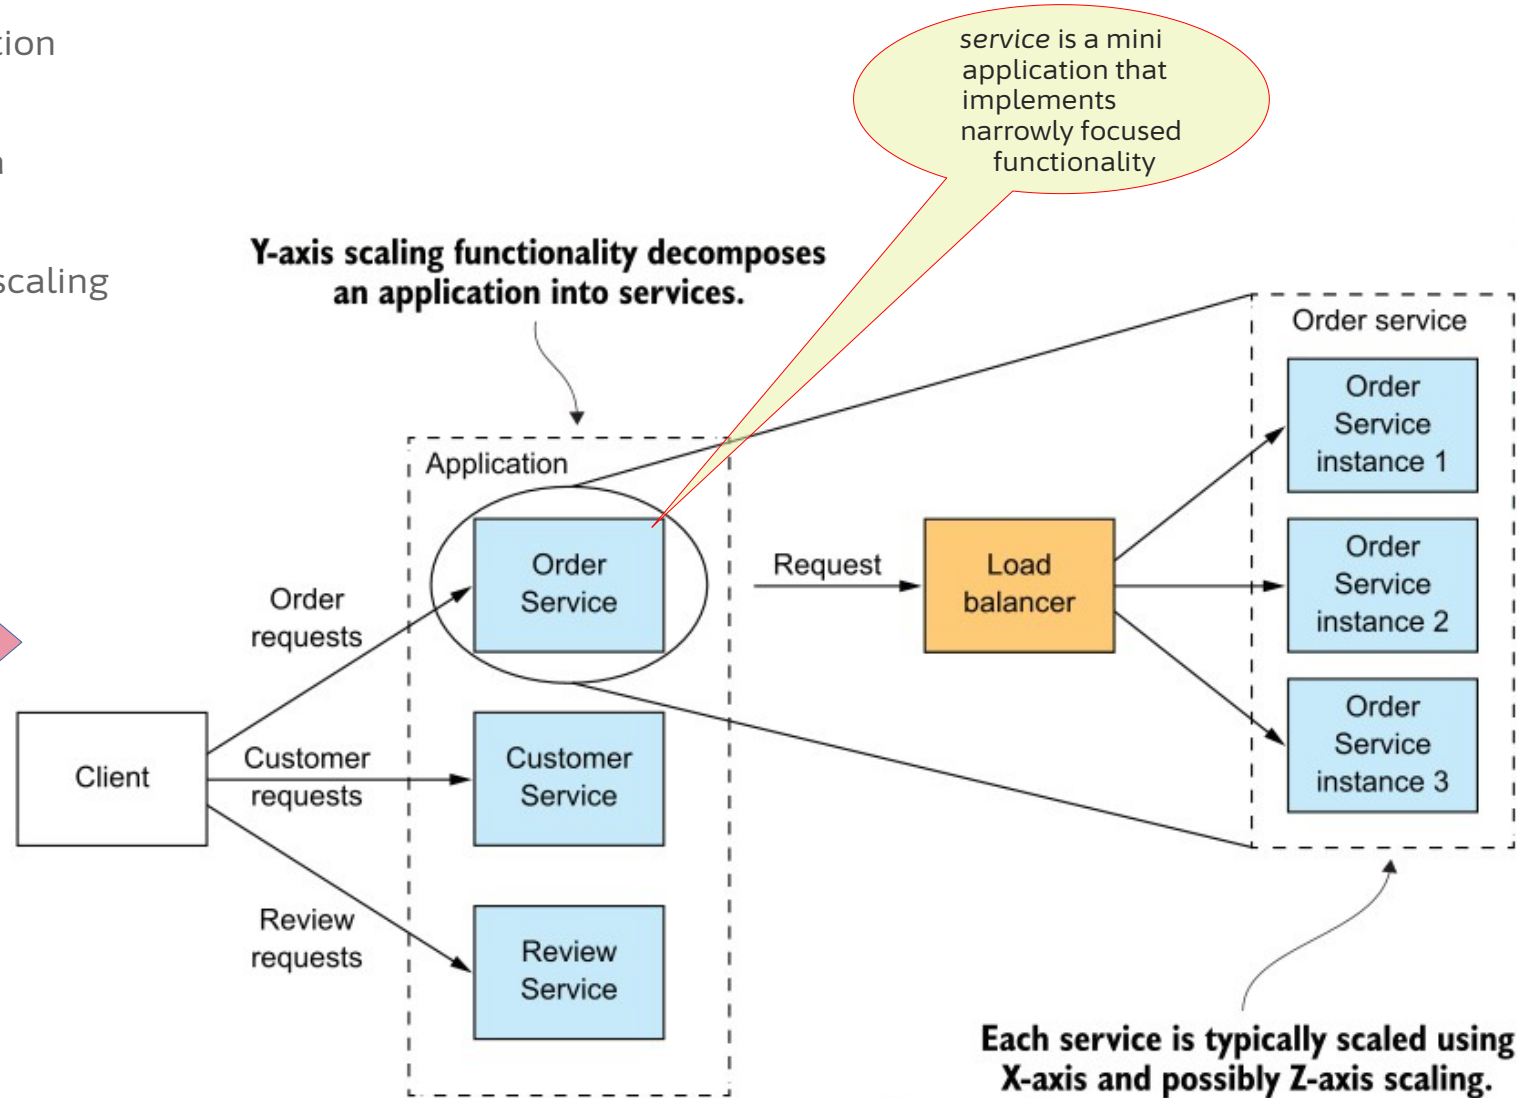 tion
n
scaling
service is a mini
application that
implements
narrowly focused
functionality
Y-axis scaling functionality decomposes
an application into services.
Application
Order
Service
Order
requests
Client
Customer
requests
Customer
Service
Review
requests
Review
Service
Request
Load
balancer
Order service
Order
Service
instance 1
Order
Service
instance 2
Order
Service
instance 3
Each service is typically scaled using
X-axis and possibly Z-axis scaling.